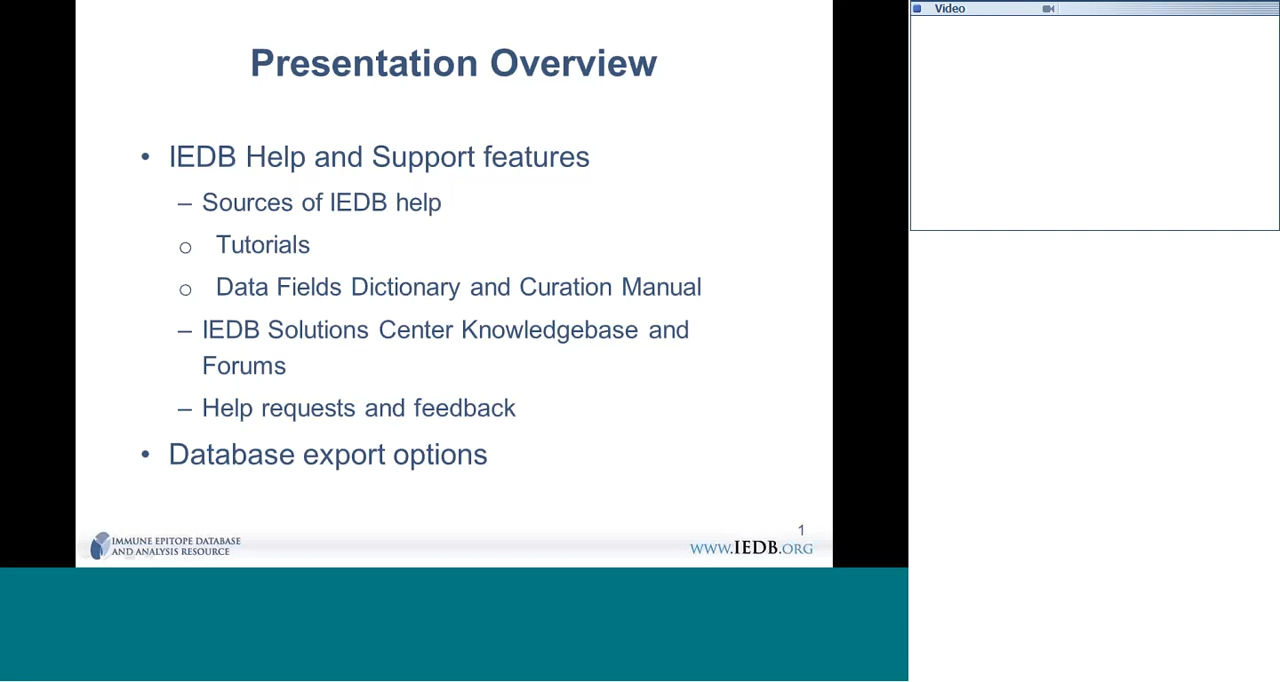 Video
Presentation Overview
• IEDB Help and Support features
– Sources of IEDB help
o Tutorials
o Data Fields Dictionary and Curation Manual
– IEDB Solutions Center Knowledgebase and
Forums
– Help requests and feedback
• Database export options
1
IMMUNE EPITOPE DATABASE
AND ANALYSIS RESOURCE
WWW.IEDB.ORG